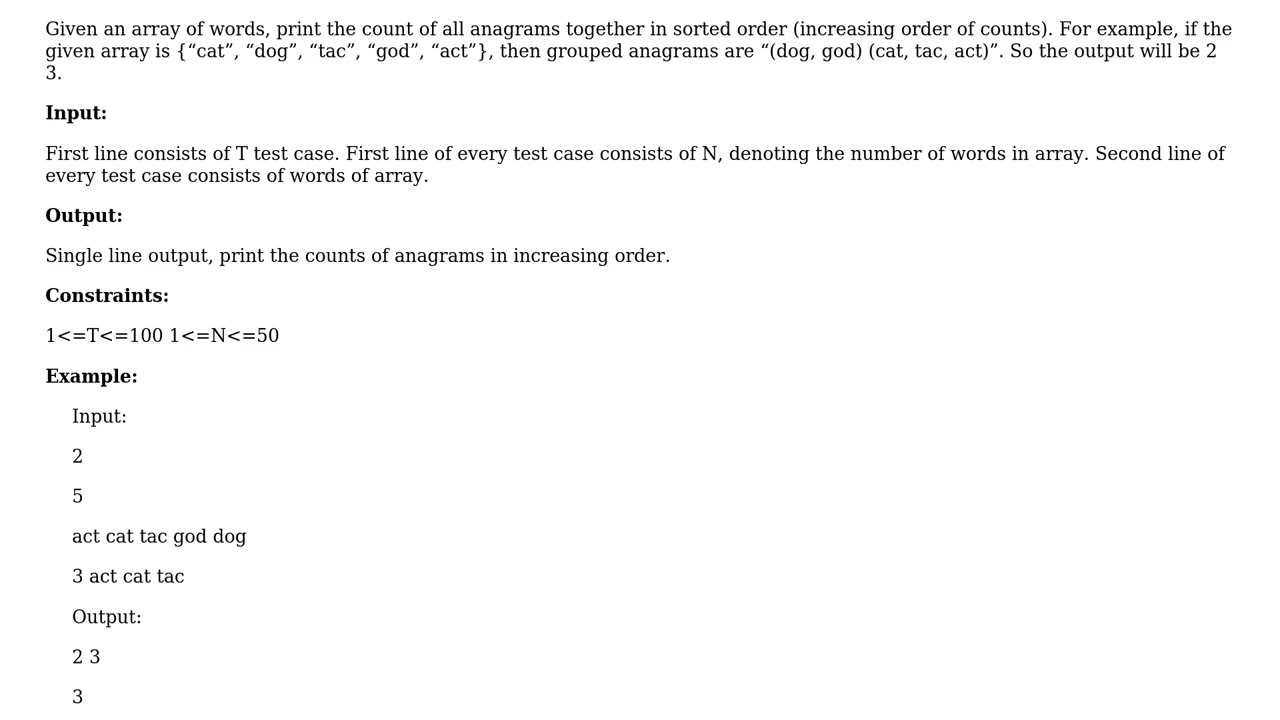 Given an array of words, print the count of all anagrams together in sorted order (increasing order of counts). For example, if the
given array is {“cat”, “dog”, “tac”, “god”, “act”}, then grouped anagrams are “(dog, god) (cat, tac, act)”. So the output will be 2
3.
Input:
First line consists of T test case. First line of every test case consists of N, denoting the number of words in array. Second line of
every test case consists of words of array.
Output:
Single line output, print the counts of anagrams in increasing order.
Constraints:
1<=T<=100 1<=N<=50
Example:
Input:
2
5
act cat tac god dog
3 act cat tac
Output:
2 3
3